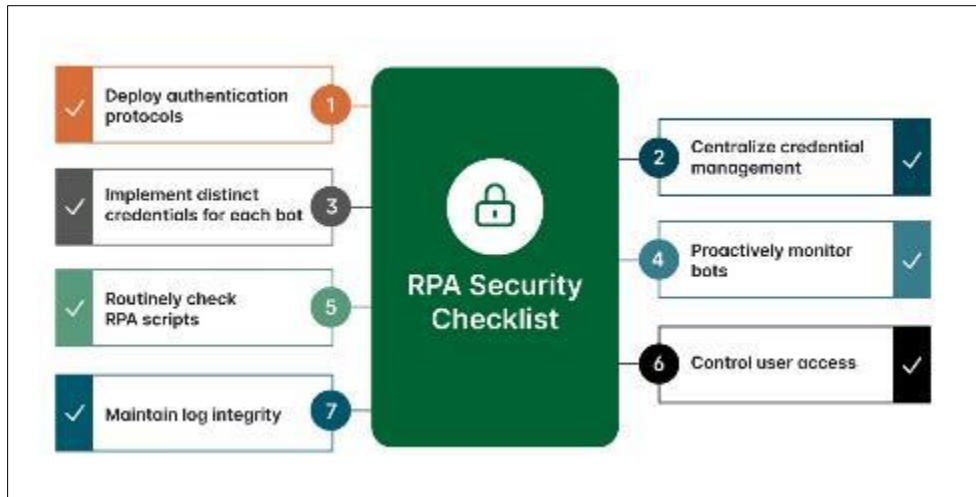 1
Deploy authentication
protocols
2
Centralize credential
management
3
Implement distinct
credentials for each bot
4
Proactively monitor
bots
5
Routinely check
RPA scripts
6
Control user access
7
Maintain log integrity
RPA Security
Checklist